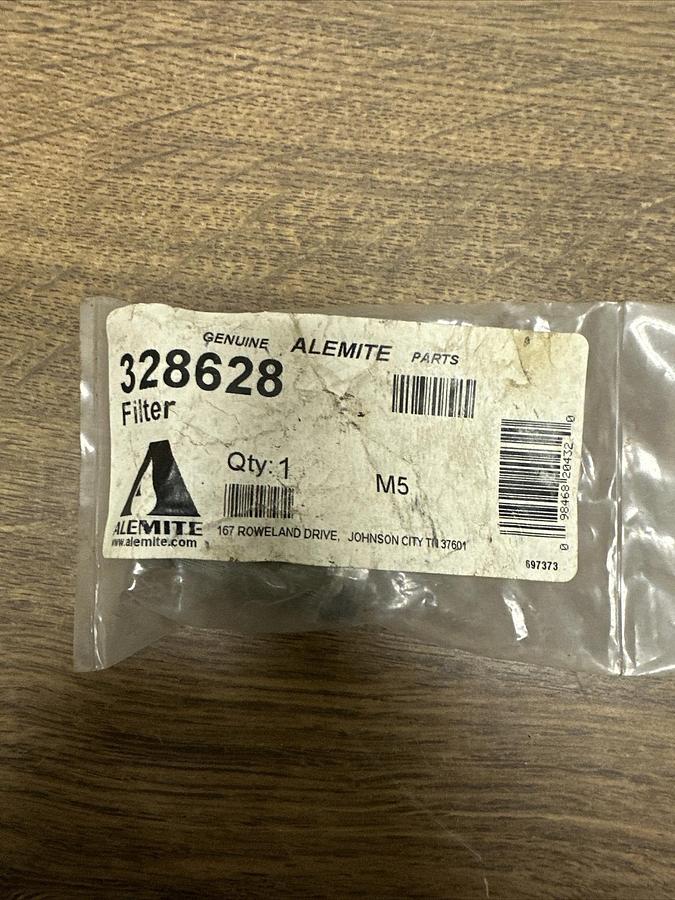 GENUINE ALEMITE PARTS
328628
Filter
Qty: 1
M5
ALEMITE
www.alemite.com
167 ROWELAND DRIVE, JOHNSON CITY TN 37601
0 98468 20432 0
697373